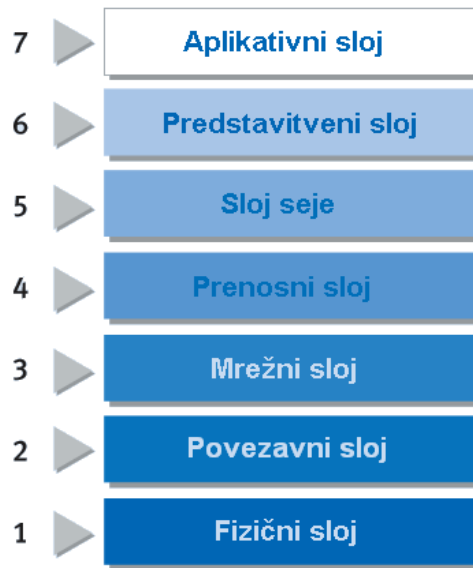 7 Aplikativni sloj
6 Predstavitveni sloj
5 Sloj seje
4 Prenosni sloj
3 Mrežni sloj
2 Povezavni sloj
1 Fizični sloj